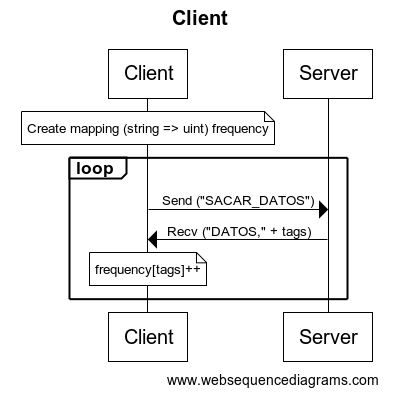 Client
Client
Server
Create mapping (string => uint) frequency
loop
Send ("SACAR_DATOS")
Recv ("DATOS," + tags)
frequency[tags]++
Client
Server
www.websequencediagrams.com